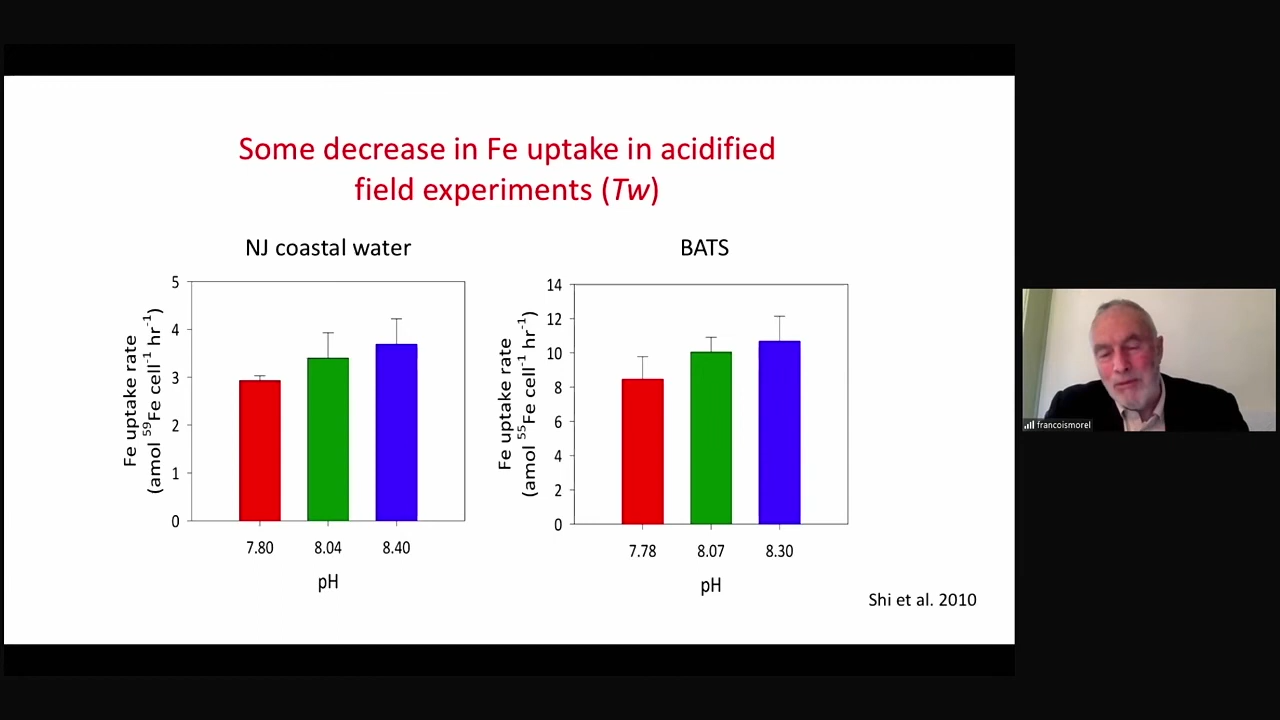 Some decrease in Fe uptake in acidified
field experiments (Tw)
NJ coastal water
5
4
3
2
1
0
Fe uptake rate
(amol ⁵⁹Fe cell⁻¹ hr⁻¹)
7.80 8.04 8.40
pH
BATS
14
12
10
8
6
4
2
0
Fe uptake rate
(amol ⁵⁵Fe cell⁻¹ hr⁻¹)
7.78 8.07 8.30
pH
Shi et al. 2010
francoismorel